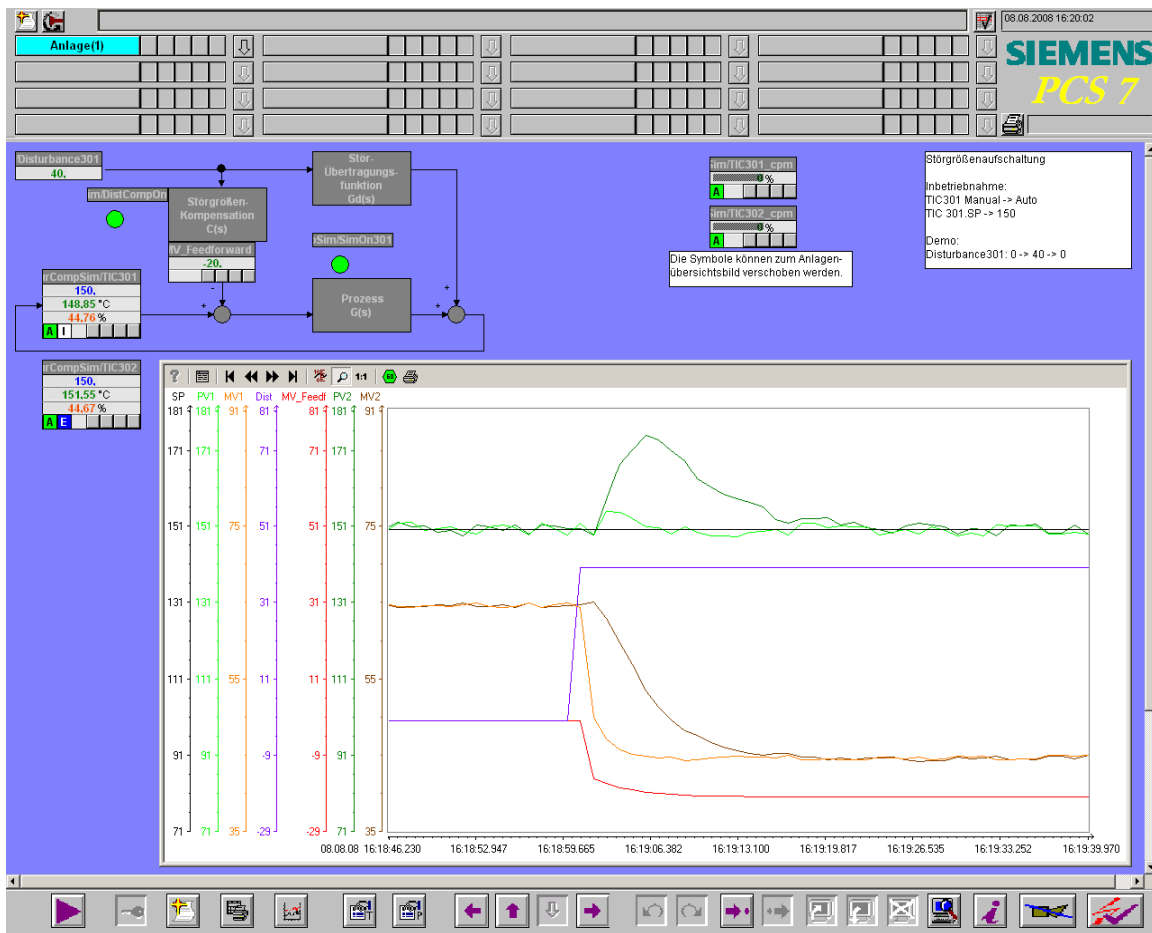 08.08.2008 16:20:02
Anlage(1)
SIEMENS
PCS 7
/Disturbance301
40,
Stör-
Übertragungs-
funktion
Gd(s)
im/DistCompOn
Störgrößen-
Kompensation
C(s)
MV_Feedforward
-20,
-
pSim/SimOn301
rCompSim/TIC301
150,
148,85 °C
44,76 %
A I
+
Prozess
G(s)
+
+
Sim/TIC301_cpm
0 %
A
Sim/TIC302_cpm
0 %
A
Die Symbole können zum Anlagen-
übersichtsbild verschoben werden.
Störgrößenaufschaltung
Inbetriebnahme:
TIC301 Manual -> Auto
TIC 301.SP -> 150
Demo:
Disturbance301: 0 -> 40 -> 0
rCompSim/TIC302
150,
151,55 °C
44,67 %
A E
? 1:1
SP PV1 MV1 Dist MV_Feedf PV2 MV2
181 181 91 81 81 181 91
171 171 71 71 171
151 151 75 51 51 151 75
131 131 31 31 131
111 111 55 11 11 111 55
91 91 -9 -9 91
71 71 35 -29 -29 71 35
08.08.08 16:18:46.230 16:18:52.947 16:18:59.665 16:19:06.382 16:19:13.100 16:19:19.817 16:19:26.535 16:19:33.252 16:19:39.970
T P i